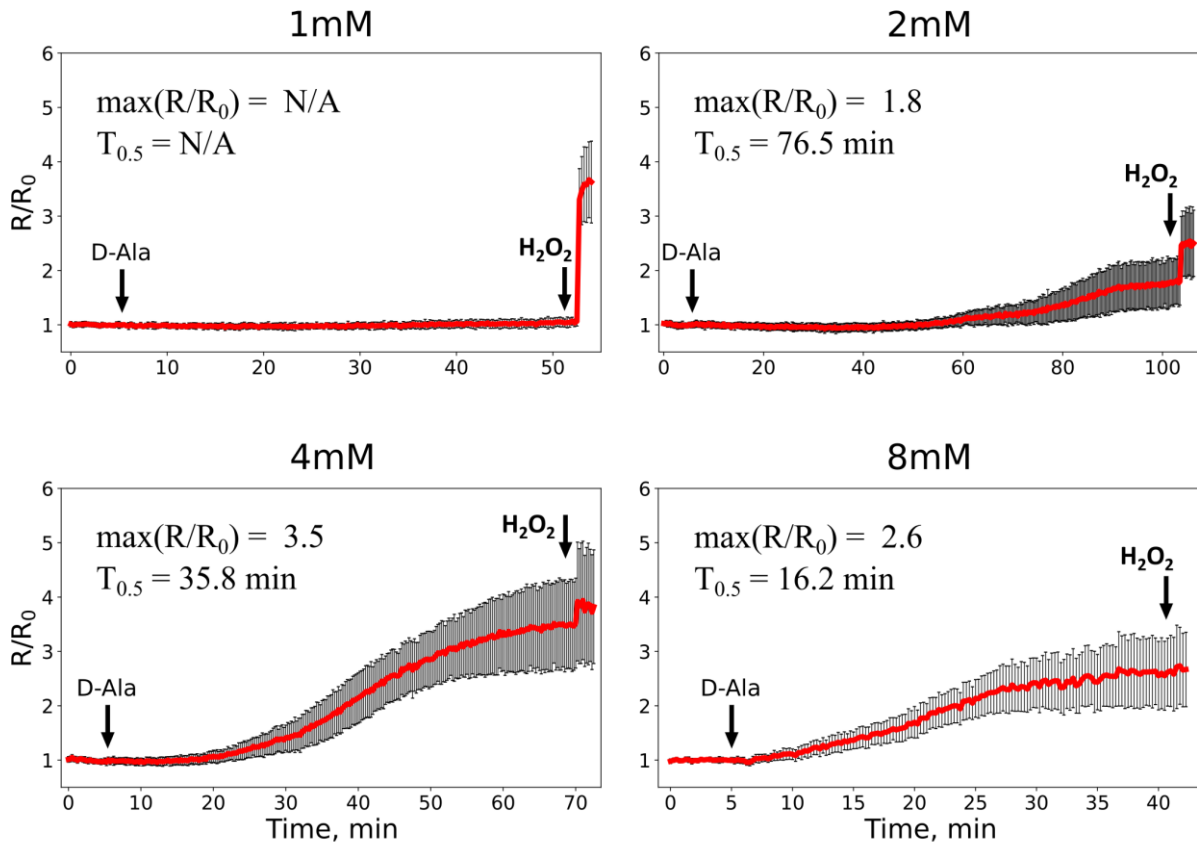 1mM
6
5
4
3
2
1
R/R₀
max(R/R₀) = N/A
T₀.₅ = N/A
D-Ala
H₂O₂
0 10 20 30 40 50
2mM
6
5
4
3
2
1
max(R/R₀) = 1.8
T₀.₅ = 76.5 min
D-Ala
H₂O₂
0 20 40 60 80 100
4mM
6
5
4
3
2
1
R/R₀
max(R/R₀) = 3.5
T₀.₅ = 35.8 min
D-Ala
H₂O₂
0 10 20 30 40 50 60 70
Time, min
8mM
6
5
4
3
2
1
max(R/R₀) = 2.6
T₀.₅ = 16.2 min
D-Ala
H₂O₂
0 5 10 15 20 25 30 35 40
Time, min